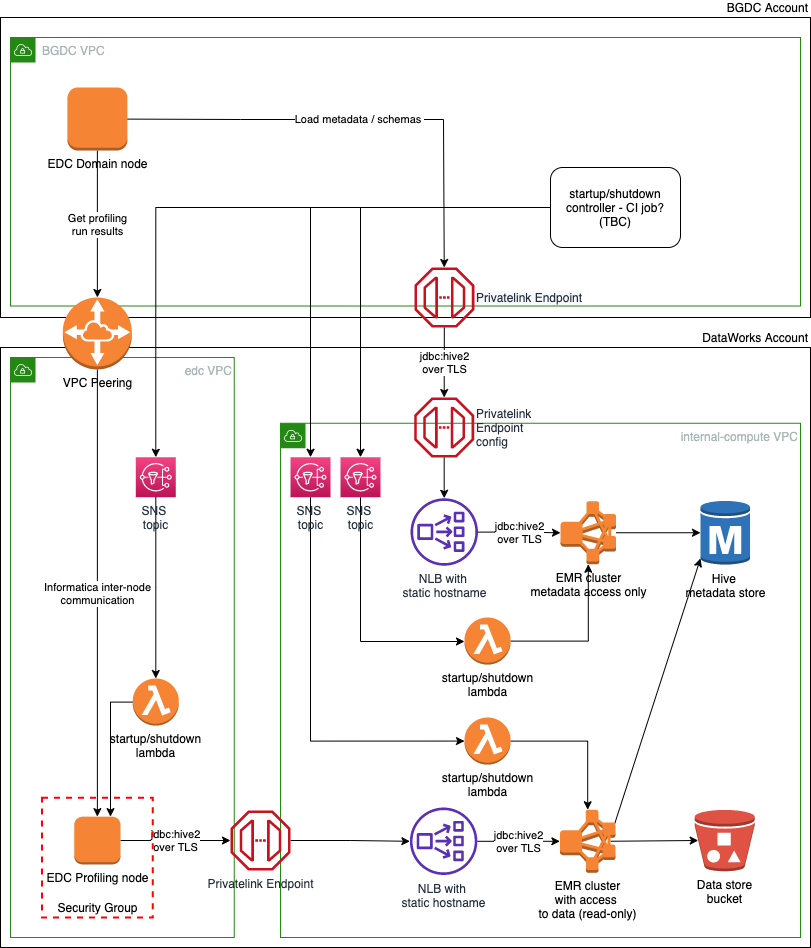 BGDC Account
BGDC VPC
Load metadata / schemas
EDC Domain node
startup/shutdown
controller - CI job?
(TBC)
Get profiling
run results
Privatelink Endpoint
DataWorks Account
VPC Peering
jdbc:hive2
over TLS
edc VPC
Privatelink
Endpoint
config
internal-compute VPC
SNS
topic
SNS
topic
SNS
topic
jdbc:hive2
over TLS
M
NLB with
static hostname
EMR cluster
metadata access only
Hive
metadata store
Informatica inter-node
communication
startup/shutdown
lambda
startup/shutdown
lambda
startup/shutdown
lambda
jdbc:hive2
over TLS
jdbc:hive2
over TLS
EDC Profiling node
Security Group
Privatelink Endpoint
NLB with
static hostname
EMR cluster
with access
to data (read-only)
Data store
bucket